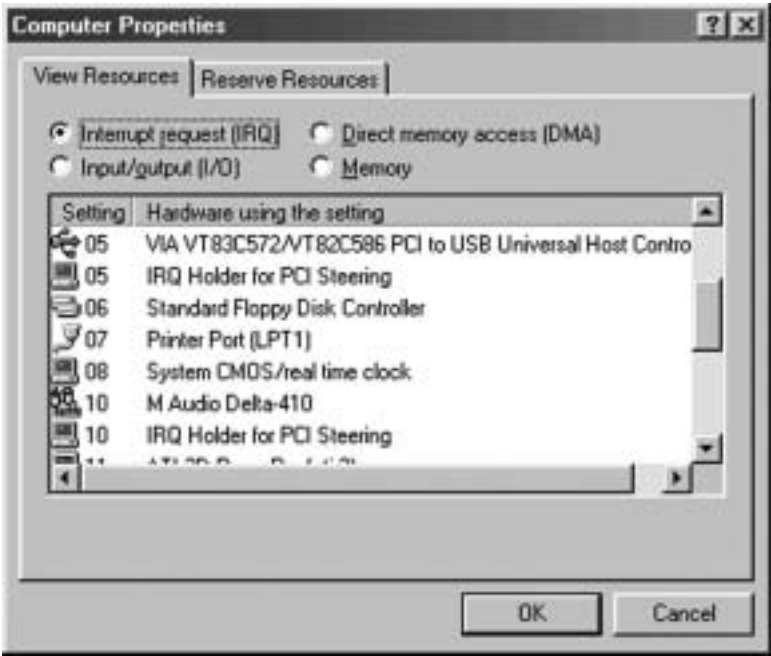 Computer Properties
View Resources
Reserve Resources
Interrupt request (IRQ)
Direct memory access (DMA)
Input/output (I/O)
Memory
Setting Hardware using the setting
05 VIA VT83C572/VT82C586 PCI to USB Universal Host Contro
05 IRQ Holder for PCI Steering
06 Standard Floppy Disk Controller
07 Printer Port (LPT1)
08 System CMOS/real time clock
10 M Audio Delta-410
10 IRQ Holder for PCI Steering
OK
Cancel